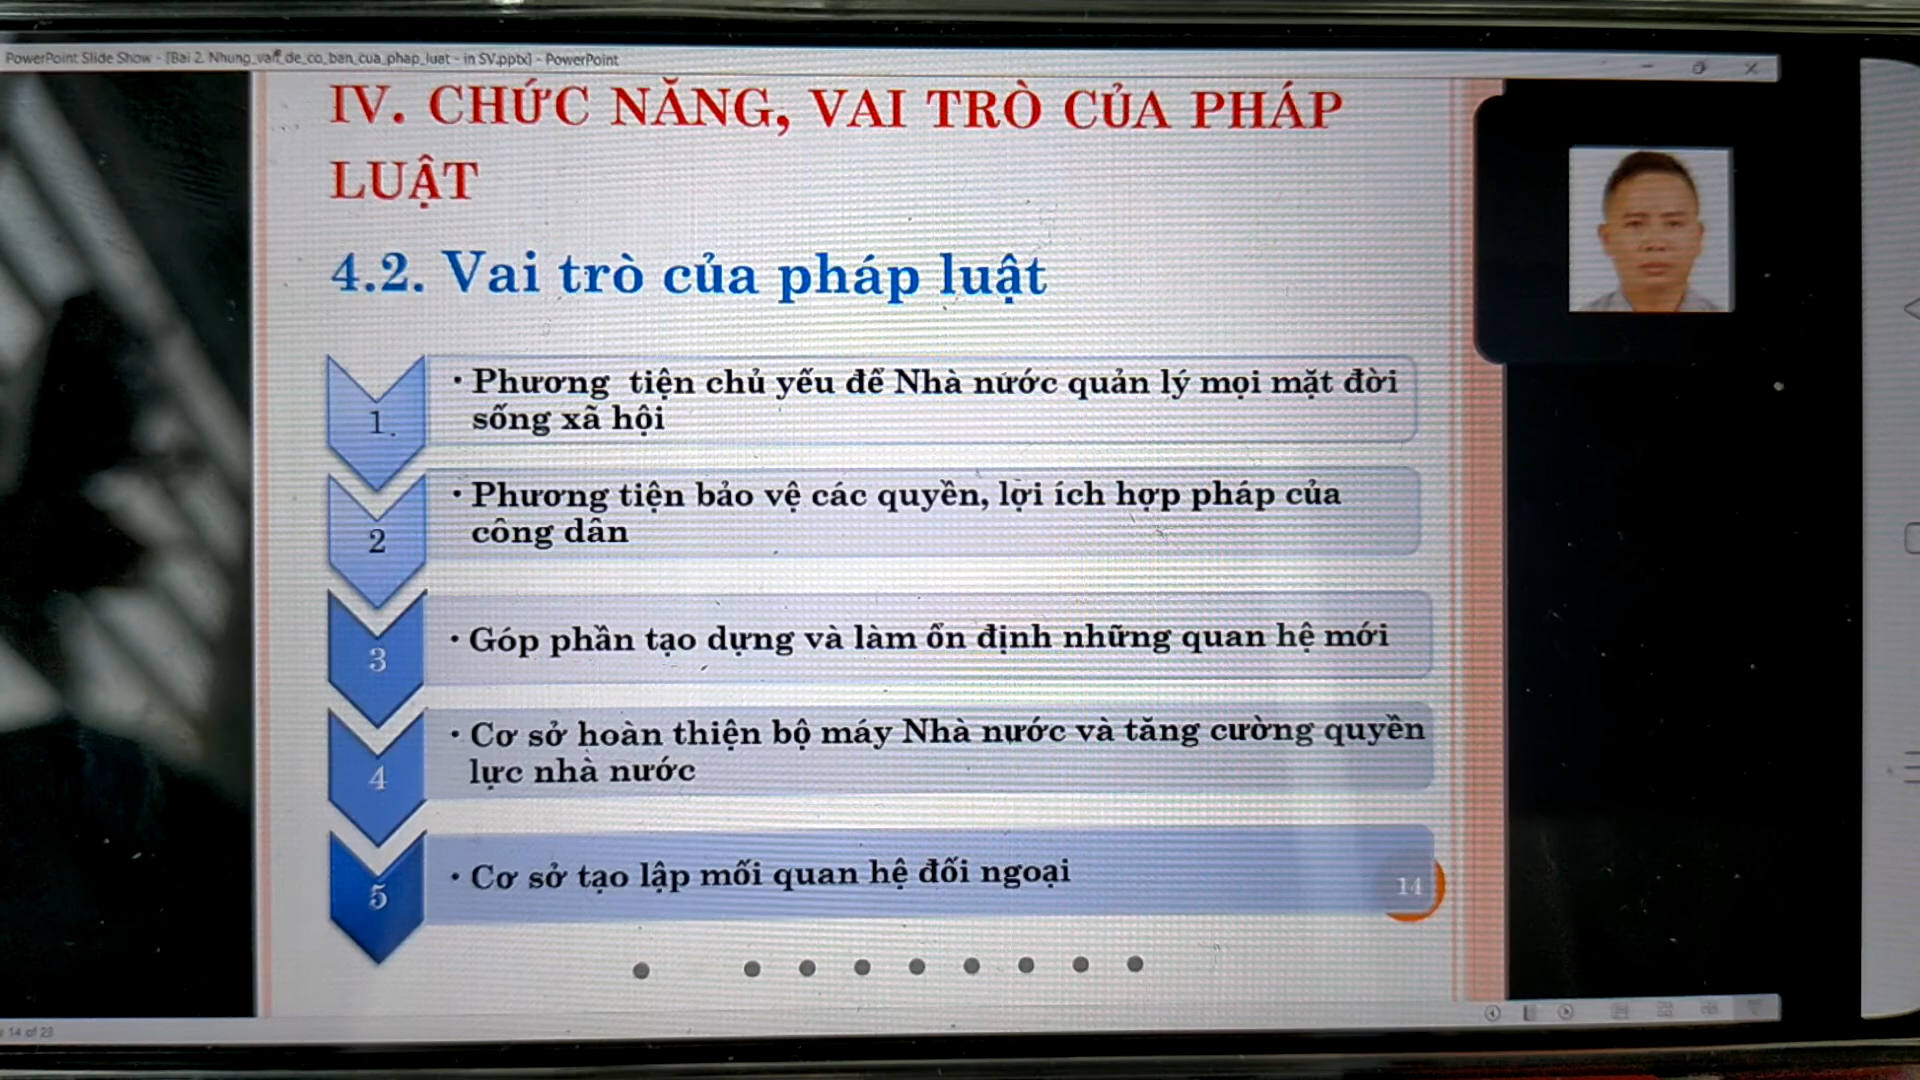 PowerPoint Slide Show - [Bai 2. Nhung_van_de_co_ban_cua_phap_luat - in SV.pptx] - PowerPoint
IV. CHỨC NĂNG, VAI TRÒ CỦA PHÁP
LUẬT
4.2. Vai trò của pháp luật
1.
• Phương tiện chủ yếu để Nhà nước quản lý mọi mặt đời
sống xã hội
2
• Phương tiện bảo vệ các quyền, lợi ích hợp pháp của
công dân
3
• Góp phần tạo dựng và làm ổn định những quan hệ mới
4
• Cơ sở hoàn thiện bộ máy Nhà nước và tăng cường quyền
lực nhà nước
5
• Cơ sở tạo lập mối quan hệ đối ngoại
14
14 of 23